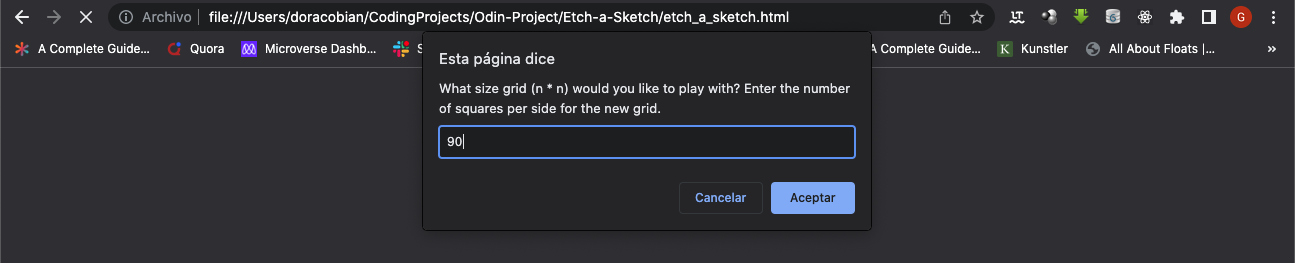 Archivo file:///Users/doracobian/CodingProjects/Odin-Project/Etch-a-Sketch/etch_a_sketch.html
G
A Complete Guide... Quora Microverse Dashb... S A Complete Guide... K Kunstler All About Floats |... »
Esta página dice
What size grid (n * n) would you like to play with? Enter the number
of squares per side for the new grid.
90
Cancelar Aceptar